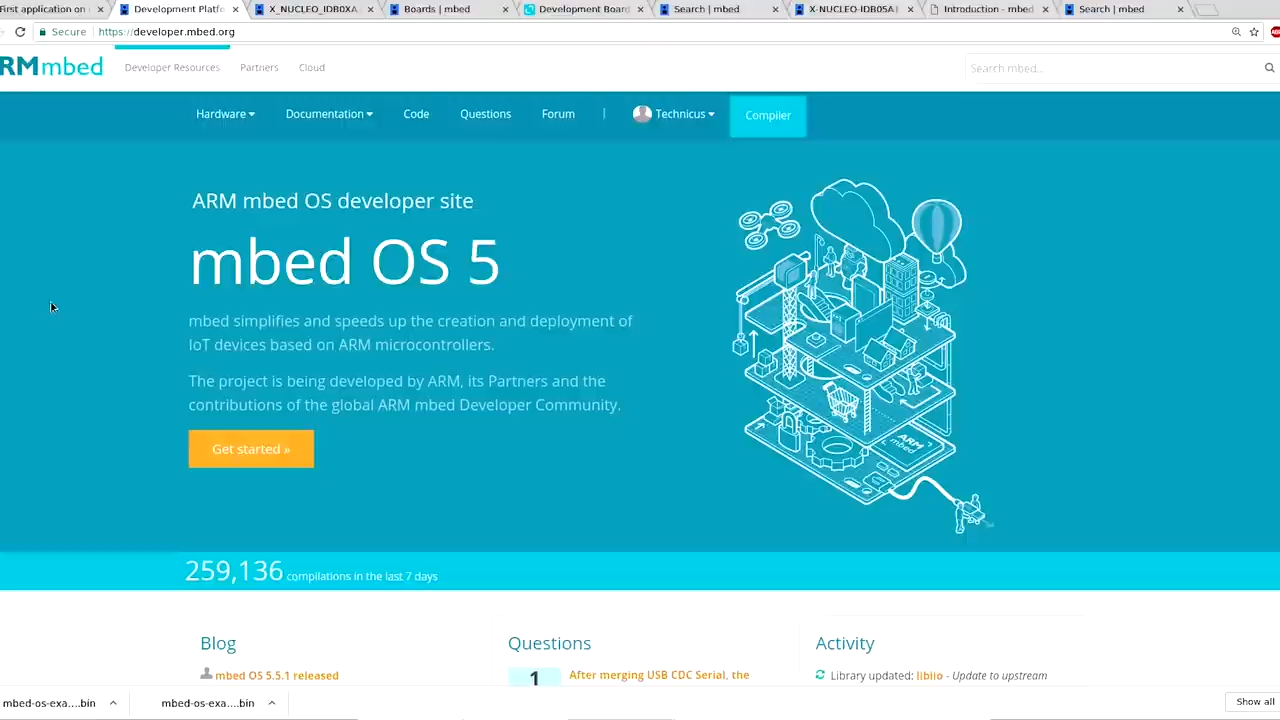 First application on
Development Platfo
X_NUCLEO_IDB0XA
Boards | mbed
Development Board
Search | mbed
X-NUCLEO-IDB05A1
Introduction - mbed
Search | mbed
Secure
https://developer.mbed.org
RMmbed
Developer Resources
Partners
Cloud
Search mbed...
Hardware
Documentation
Code
Questions
Forum
|
Technicus
Compiler
ARM mbed OS developer site
mbed OS 5
mbed simplifies and speeds up the creation and deployment of
IoT devices based on ARM microcontrollers.
The project is being developed by ARM, its Partners and the
contributions of the global ARM mbed Developer Community.
Get started »
ARM
mbed
259,136 compilations in the last 7 days
Blog
Questions
Activity
mbed OS 5.5.1 released
1
After merging USB CDC Serial, the
Library updated: libiio - Update to upstream
mbed-os-exa....bin
mbed-os-exa....bin
Show all